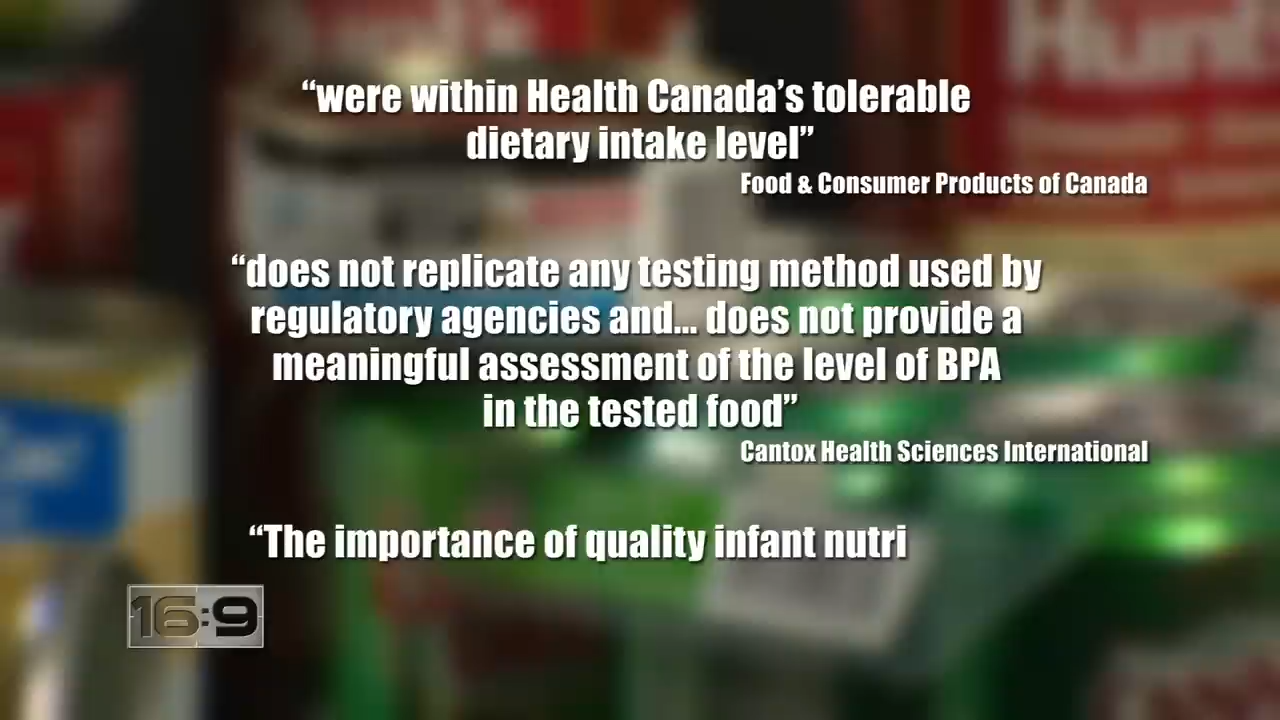 “were within Health Canada’s tolerable
dietary intake level”
Food & Consumer Products of Canada
“does not replicate any testing method used by
regulatory agencies and... does not provide a
meaningful assessment of the level of BPA
in the tested food”
Cantox Health Sciences International
“The importance of quality infant nutri
16:9